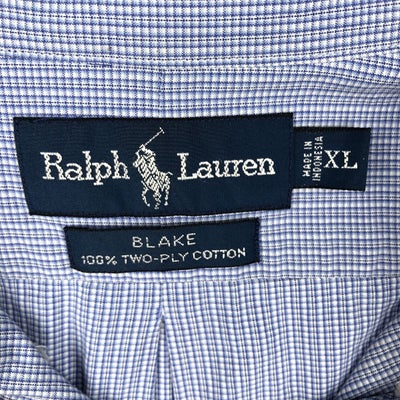 Ralph Lauren
MADE IN
INDONESIA
XL
BLAKE
100% TWO-PLY COTTON